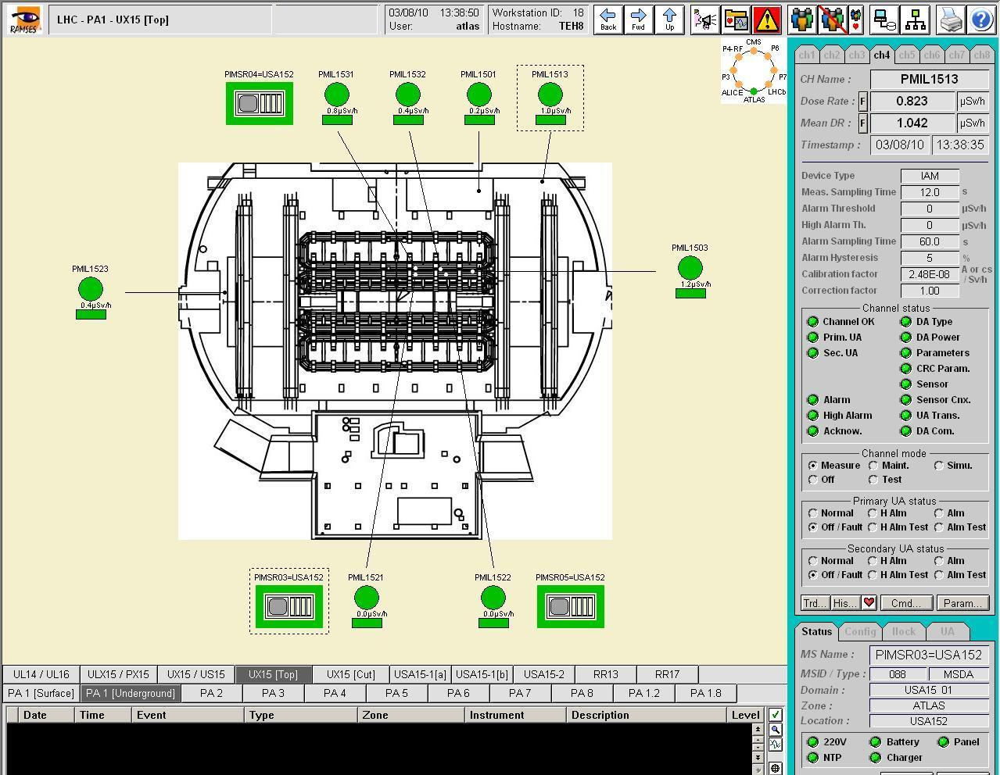 RAMSES
LHC - PA1 - UX15 [Top]
03/08/10 13:38:50
User: atlas
Workstation ID: 18
Hostname: TEH8
Back
Fwd
Up
CMS
P4-RF
P6
P3
P7
ALICE
LHCb
ATLAS
PIMSR04=USA152
PMIL1531
PMIL1532
PMIL1501
PMIL1513
0.8µSv/h
0.4µSv/h
0.2µSv/h
1.0µSv/h
PMIL1503
1.2µSv/h
PMIL1523
0.4µSv/h
PIMSR03=USA152
PMIL1521
PMIL1522
PIMSR05=USA152
0.0µSv/h
0.0µSv/h
UL14 / UL16
ULX15 / PX15
UX15 / US15
UX15 [Top]
UX15 [Cut]
USA15-1[a]
USA15-1[b]
USA15-2
RR13
RR17
PA 1 [Surface]
PA 1 [Underground]
PA 2
PA 3
PA 4
PA 5
PA 6
PA 7
PA 8
PA 1.2
PA 1.8
Date
Time
Event
Type
Zone
Instrument
Description
Level
ch1 ch2 ch3 ch4 ch5 ch6 ch7 ch8
CH Name : PMIL1513
Dose Rate : F 0.823 µSv/h
Mean DR : F 1.042 µSv/h
Timestamp : 03/08/10 13:38:35
Device Type IAM
Meas. Sampling Time 12.0 s
Alarm Threshold 0 µSv/h
High Alarm Th. 0 µSv/h
Alarm Sampling Time 60.0 s
Alarm Hysteresis 5 %
Calibration factor 2.48E-08 A or cs / Sv/h
Correction factor 1.00
Channel status
Channel OK DA Type
Prim. UA DA Power
Sec. UA Parameters
CRC Param.
Sensor
Alarm Sensor Cnx.
High Alarm UA Trans.
Acknow. DA Com.
Channel mode
Measure Maint. Simu.
Off Test
Primary UA status
Normal H Alm Alm
Off / Fault H Alm Test Alm Test
Secondary UA status
Normal H Alm Alm
Off / Fault H Alm Test Alm Test
Trd... His... Cmd... Param...
Status Config Ilock UA
MS Name : PIMSR03=USA152
MSID / Type : 088 MSDA
Domain : USA15 01
Zone : ATLAS
Location : USA152
220V Battery Panel
NTP Charger